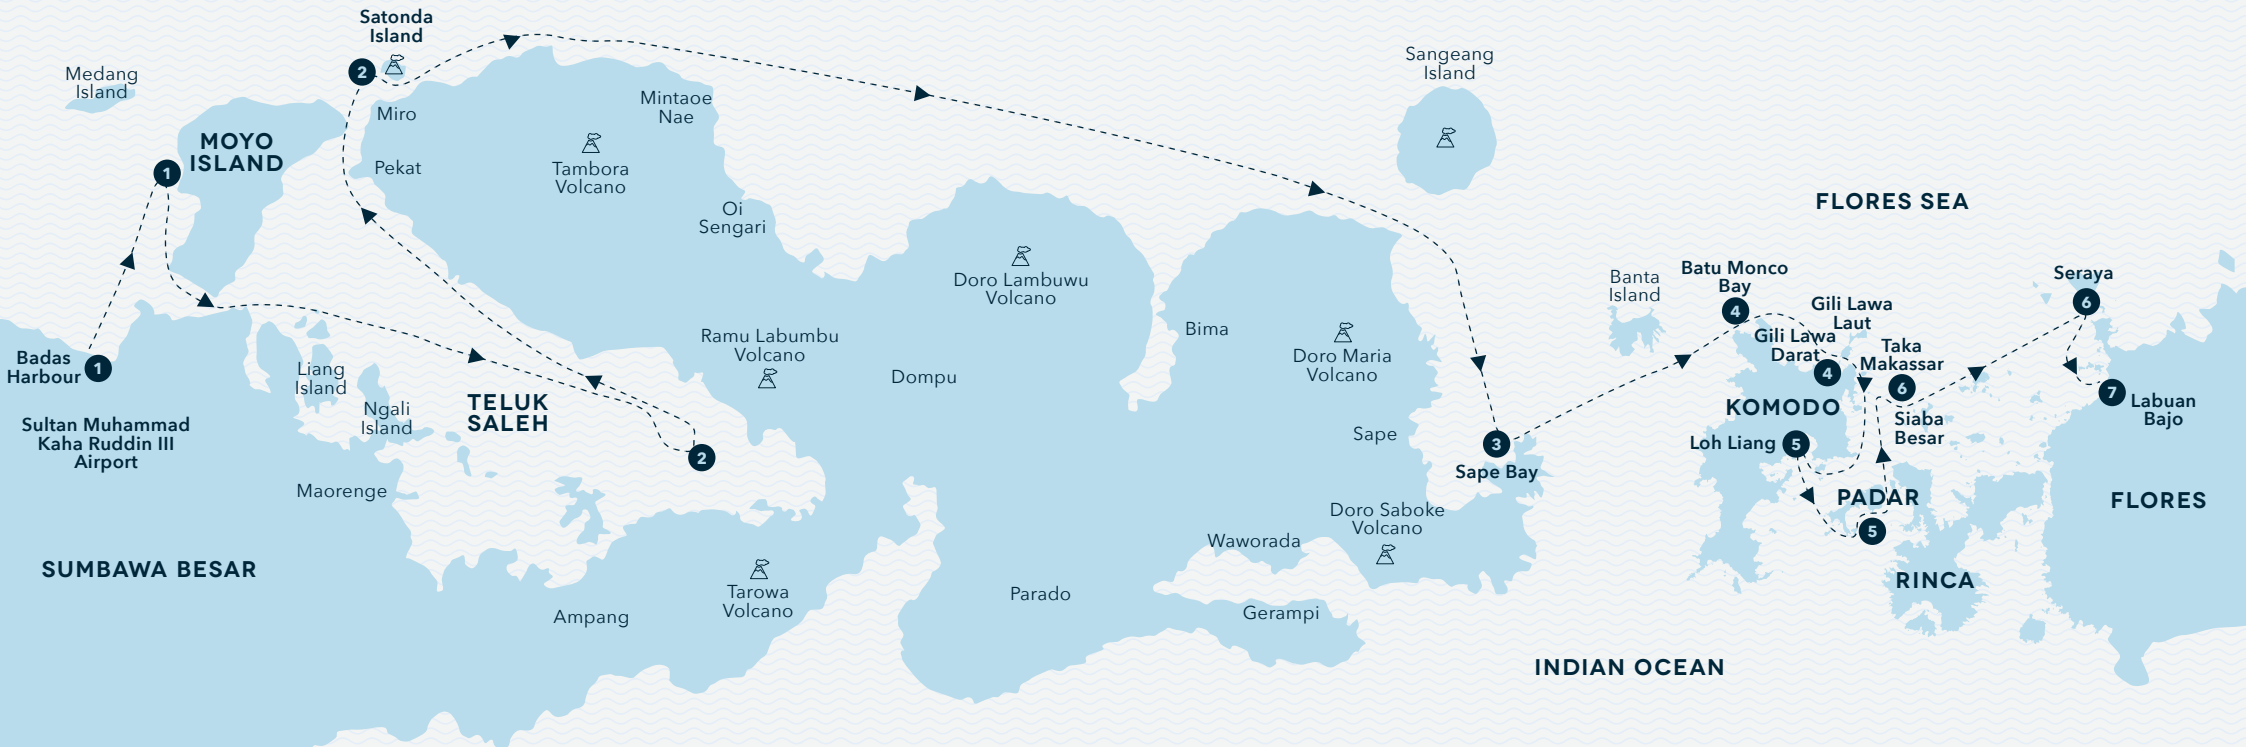 Satonda
Island
2
Medang
Island
MOYO
ISLAND
1
Miro
Pekat
Mintaoe
Nae
Tambora
Volcano
Oi
Sengari
Sangeang
Island
FLORES SEA
Badas
Harbour
1
Sultan Muhammad
Kaha Ruddin III
Airport
Liang
Island
Ngali
Island
TELUK
SALEH
2
Maorenge
SUMBAWA BESAR
Ampang
Ramu Labumbu
Volcano
Tarowa
Volcano
Dompu
Doro Lambuwu
Volcano
Parado
Bima
Doro Maria
Volcano
Sape
3
Sape Bay
Doro Saboke
Volcano
Waworada
Gerampi
INDIAN OCEAN
Banta
Island
Batu Monco
Bay
4
Gili Lawa
Laut
Gili Lawa
Darat
4
Taka
Makassar
6
KOMODO
Siaba
Besar
Loh Liang
5
PADAR
5
RINCA
Seraya
6
7
Labuan
Bajo
FLORES